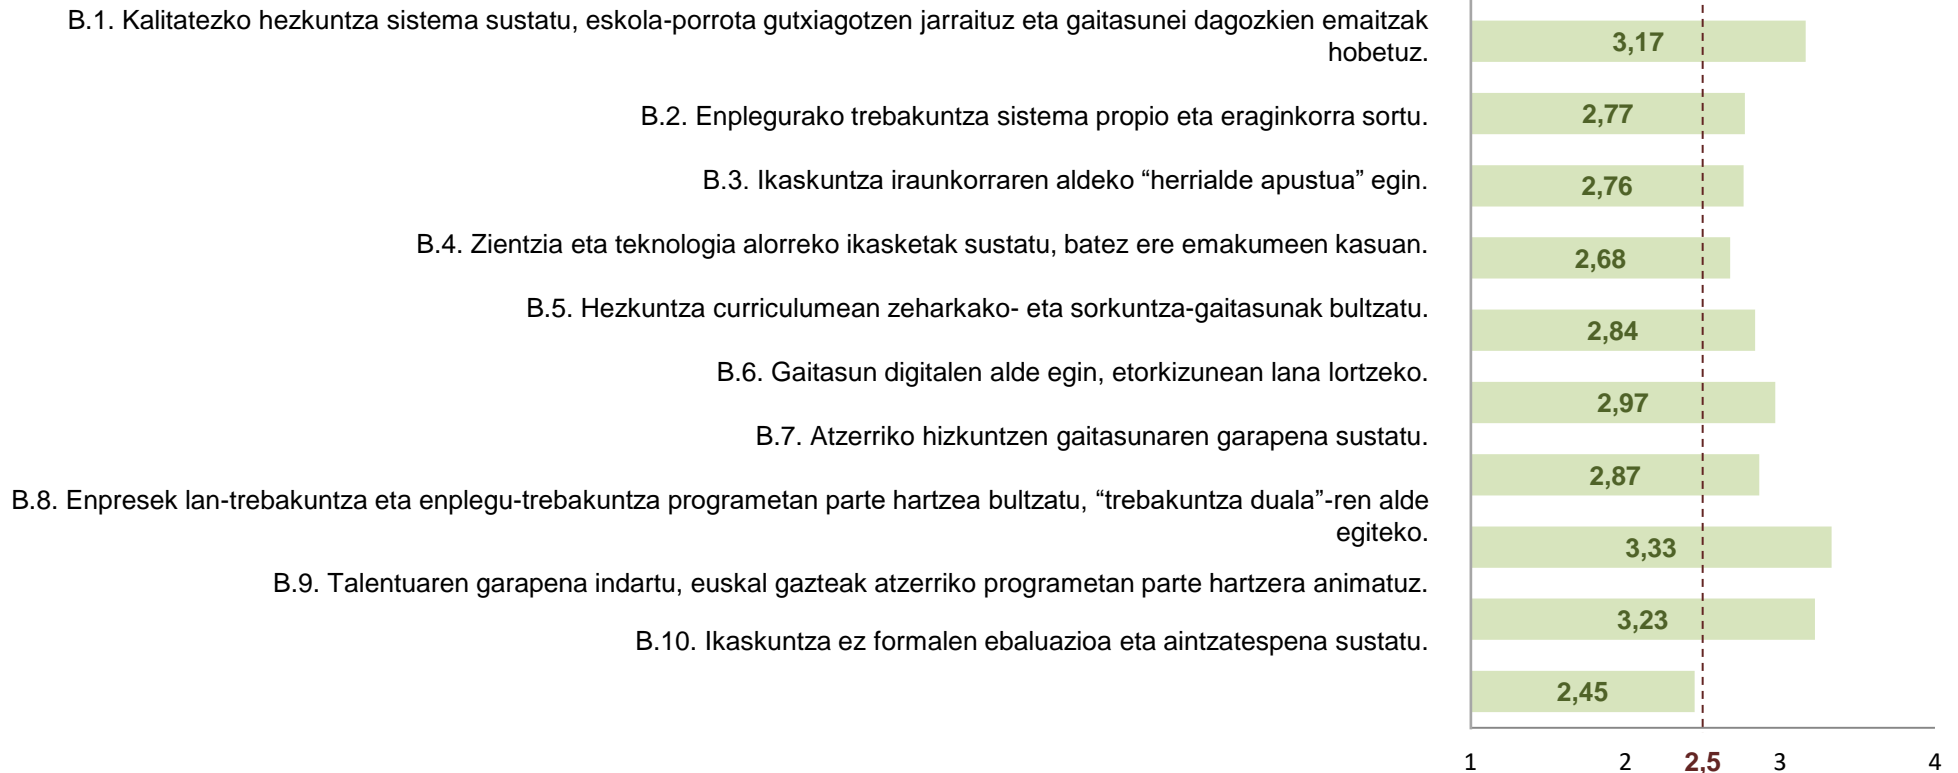 B.1. Kalitatezko hezkuntza sistema sustatu, eskola-porrota gutxiagotzen jarraituz eta gaitasunei dagozkien emaitzak
hobetuz.
3,17
B.2. Enplegurako trebakuntza sistema propio eta eraginkorra sortu.
2,77
B.3. Ikaskuntza iraunkorraren aldeko “herrialde apustua” egin.
2,76
B.4. Zientzia eta teknologia alorreko ikasketak sustatu, batez ere emakumeen kasuan.
2,68
B.5. Hezkuntza curriculumean zeharkako- eta sorkuntza-gaitasunak bultzatu.
2,84
B.6. Gaitasun digitalen alde egin, etorkizunean lana lortzeko.
2,97
B.7. Atzerriko hizkuntzen gaitasunaren garapena sustatu.
2,87
B.8. Enpresek lan-trebakuntza eta enplegu-trebakuntza programetan parte hartzea bultzatu, “trebakuntza duala”-ren alde
egiteko.
3,33
B.9. Talentuaren garapena indartu, euskal gazteak atzerriko programetan parte hartzera animatuz.
3,23
B.10. Ikaskuntza ez formalen ebaluazioa eta aintzatespena sustatu.
2,45
1 2 2,5 3 4